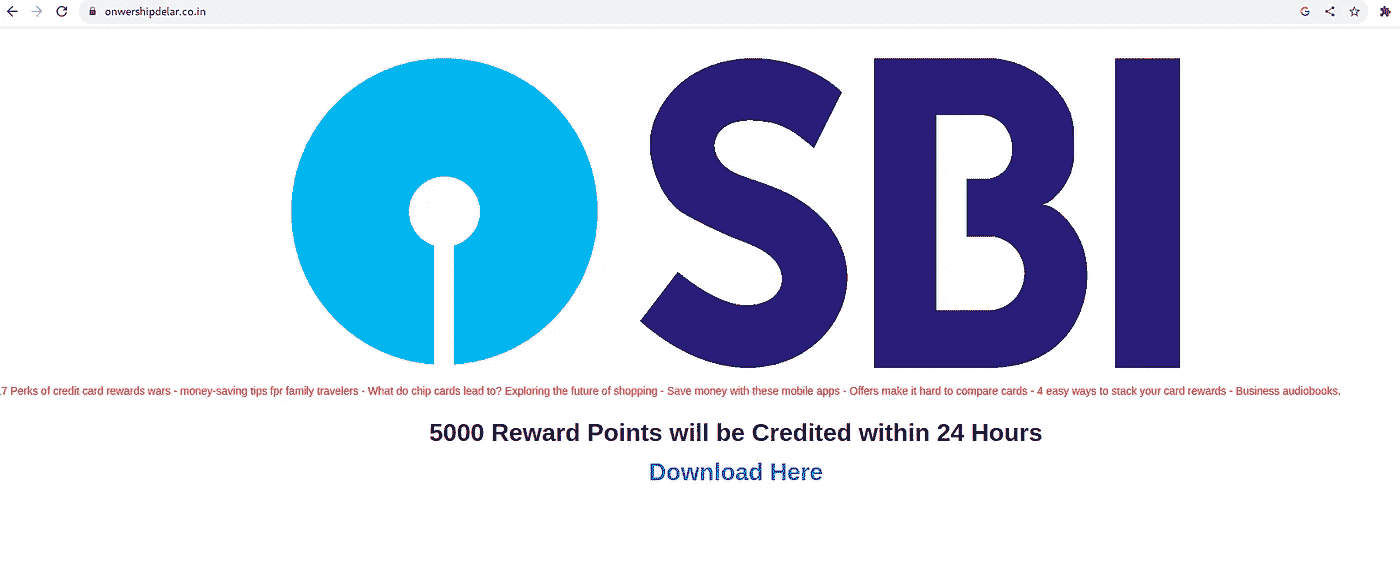 onwershipdelar.co.in
SBI
7 Perks of credit card rewards wars - money-saving tips fpr family travelers - What do chip cards lead to? Exploring the future of shopping - Save money with these mobile apps - Offers make it hard to compare cards - 4 easy ways to stack your card rewards - Business audiobooks.
5000 Reward Points will be Credited within 24 Hours
Download Here